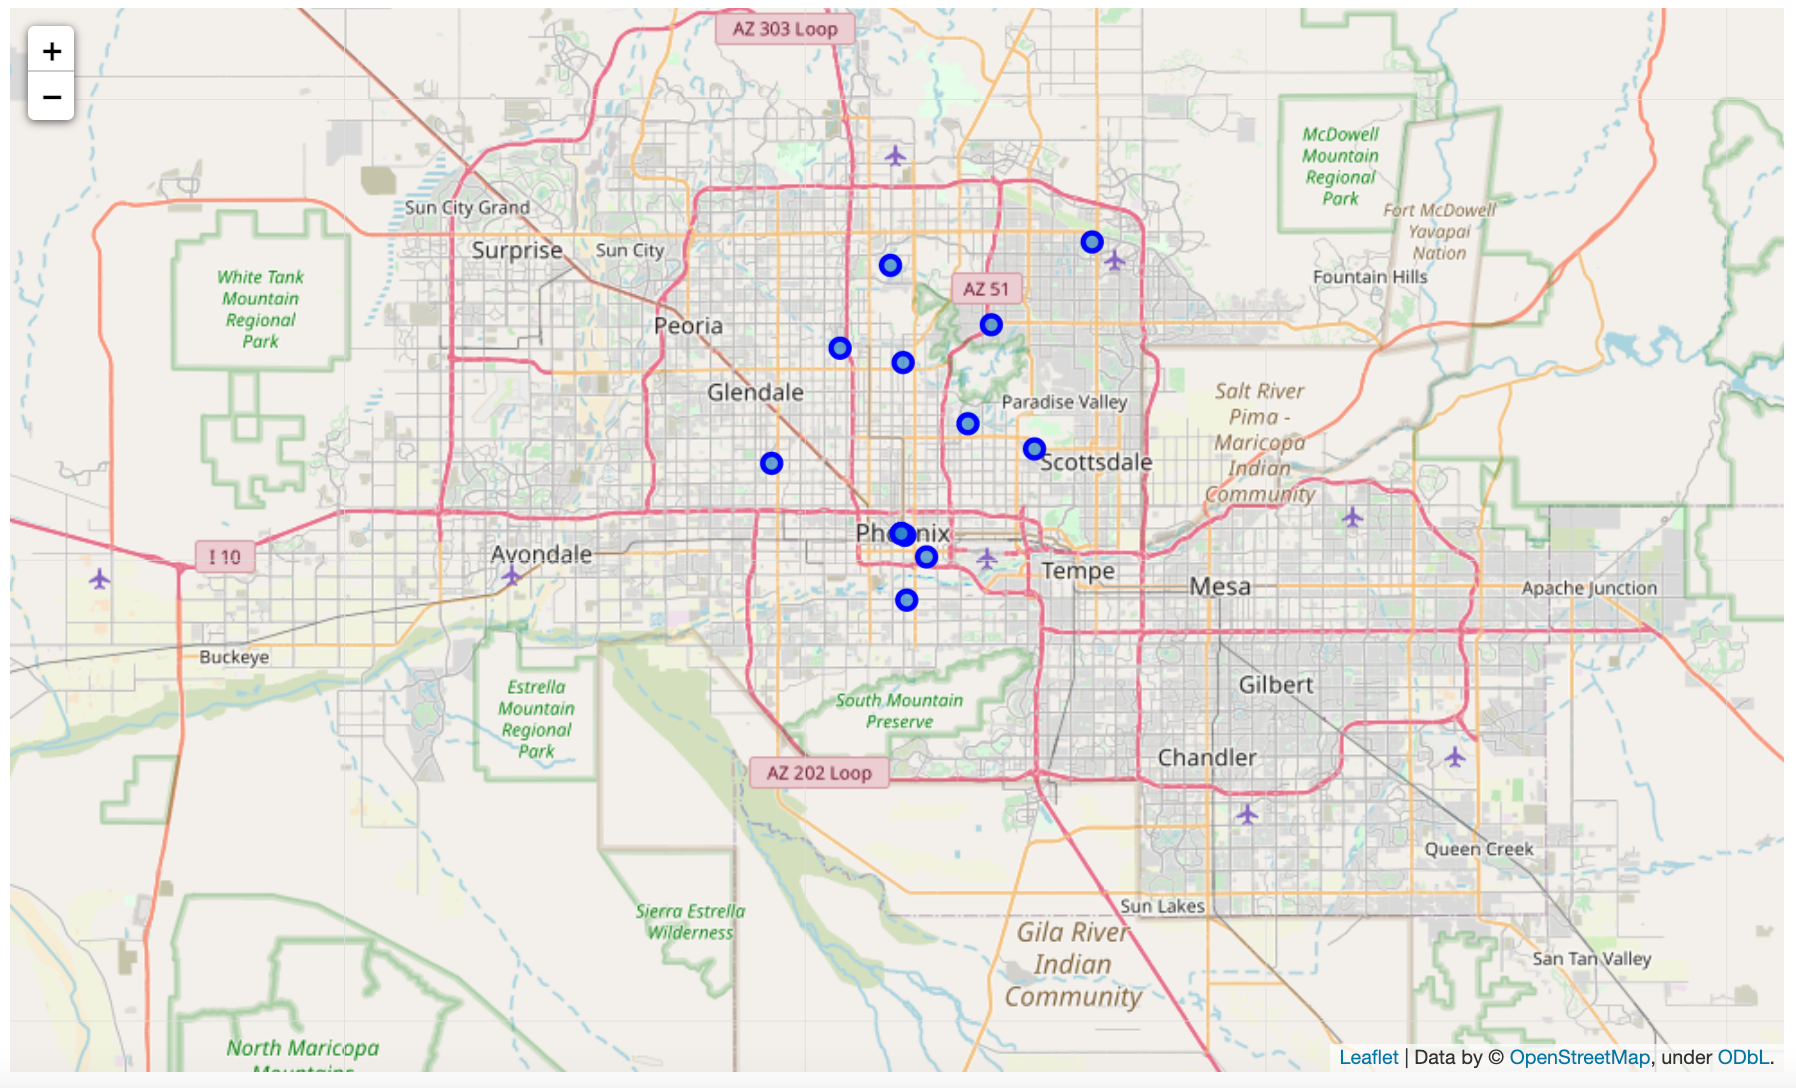 +
−
AZ 303 Loop
McDowell
Mountain
Regional
Park
Sun City Grand
Fort McDowell
Yavapai
Nation
Surprise
Sun City
White Tank
Mountain
Regional
Park
Fountain Hills
AZ 51
Peoria
Glendale
Paradise Valley
Salt River
Pima -
Maricopa
Indian
Community
Scottsdale
I 10
Avondale
Tempe
Mesa
Apache Junction
Buckeye
Estrella
Mountain
Regional
Park
South Mountain
Preserve
Gilbert
Chandler
AZ 202 Loop
Queen Creek
Sierra Estrella
Wilderness
Sun Lakes
Gila River
Indian
Community
San Tan Valley
North Maricopa
Mountains
Leaflet | Data by © OpenStreetMap, under ODbL.